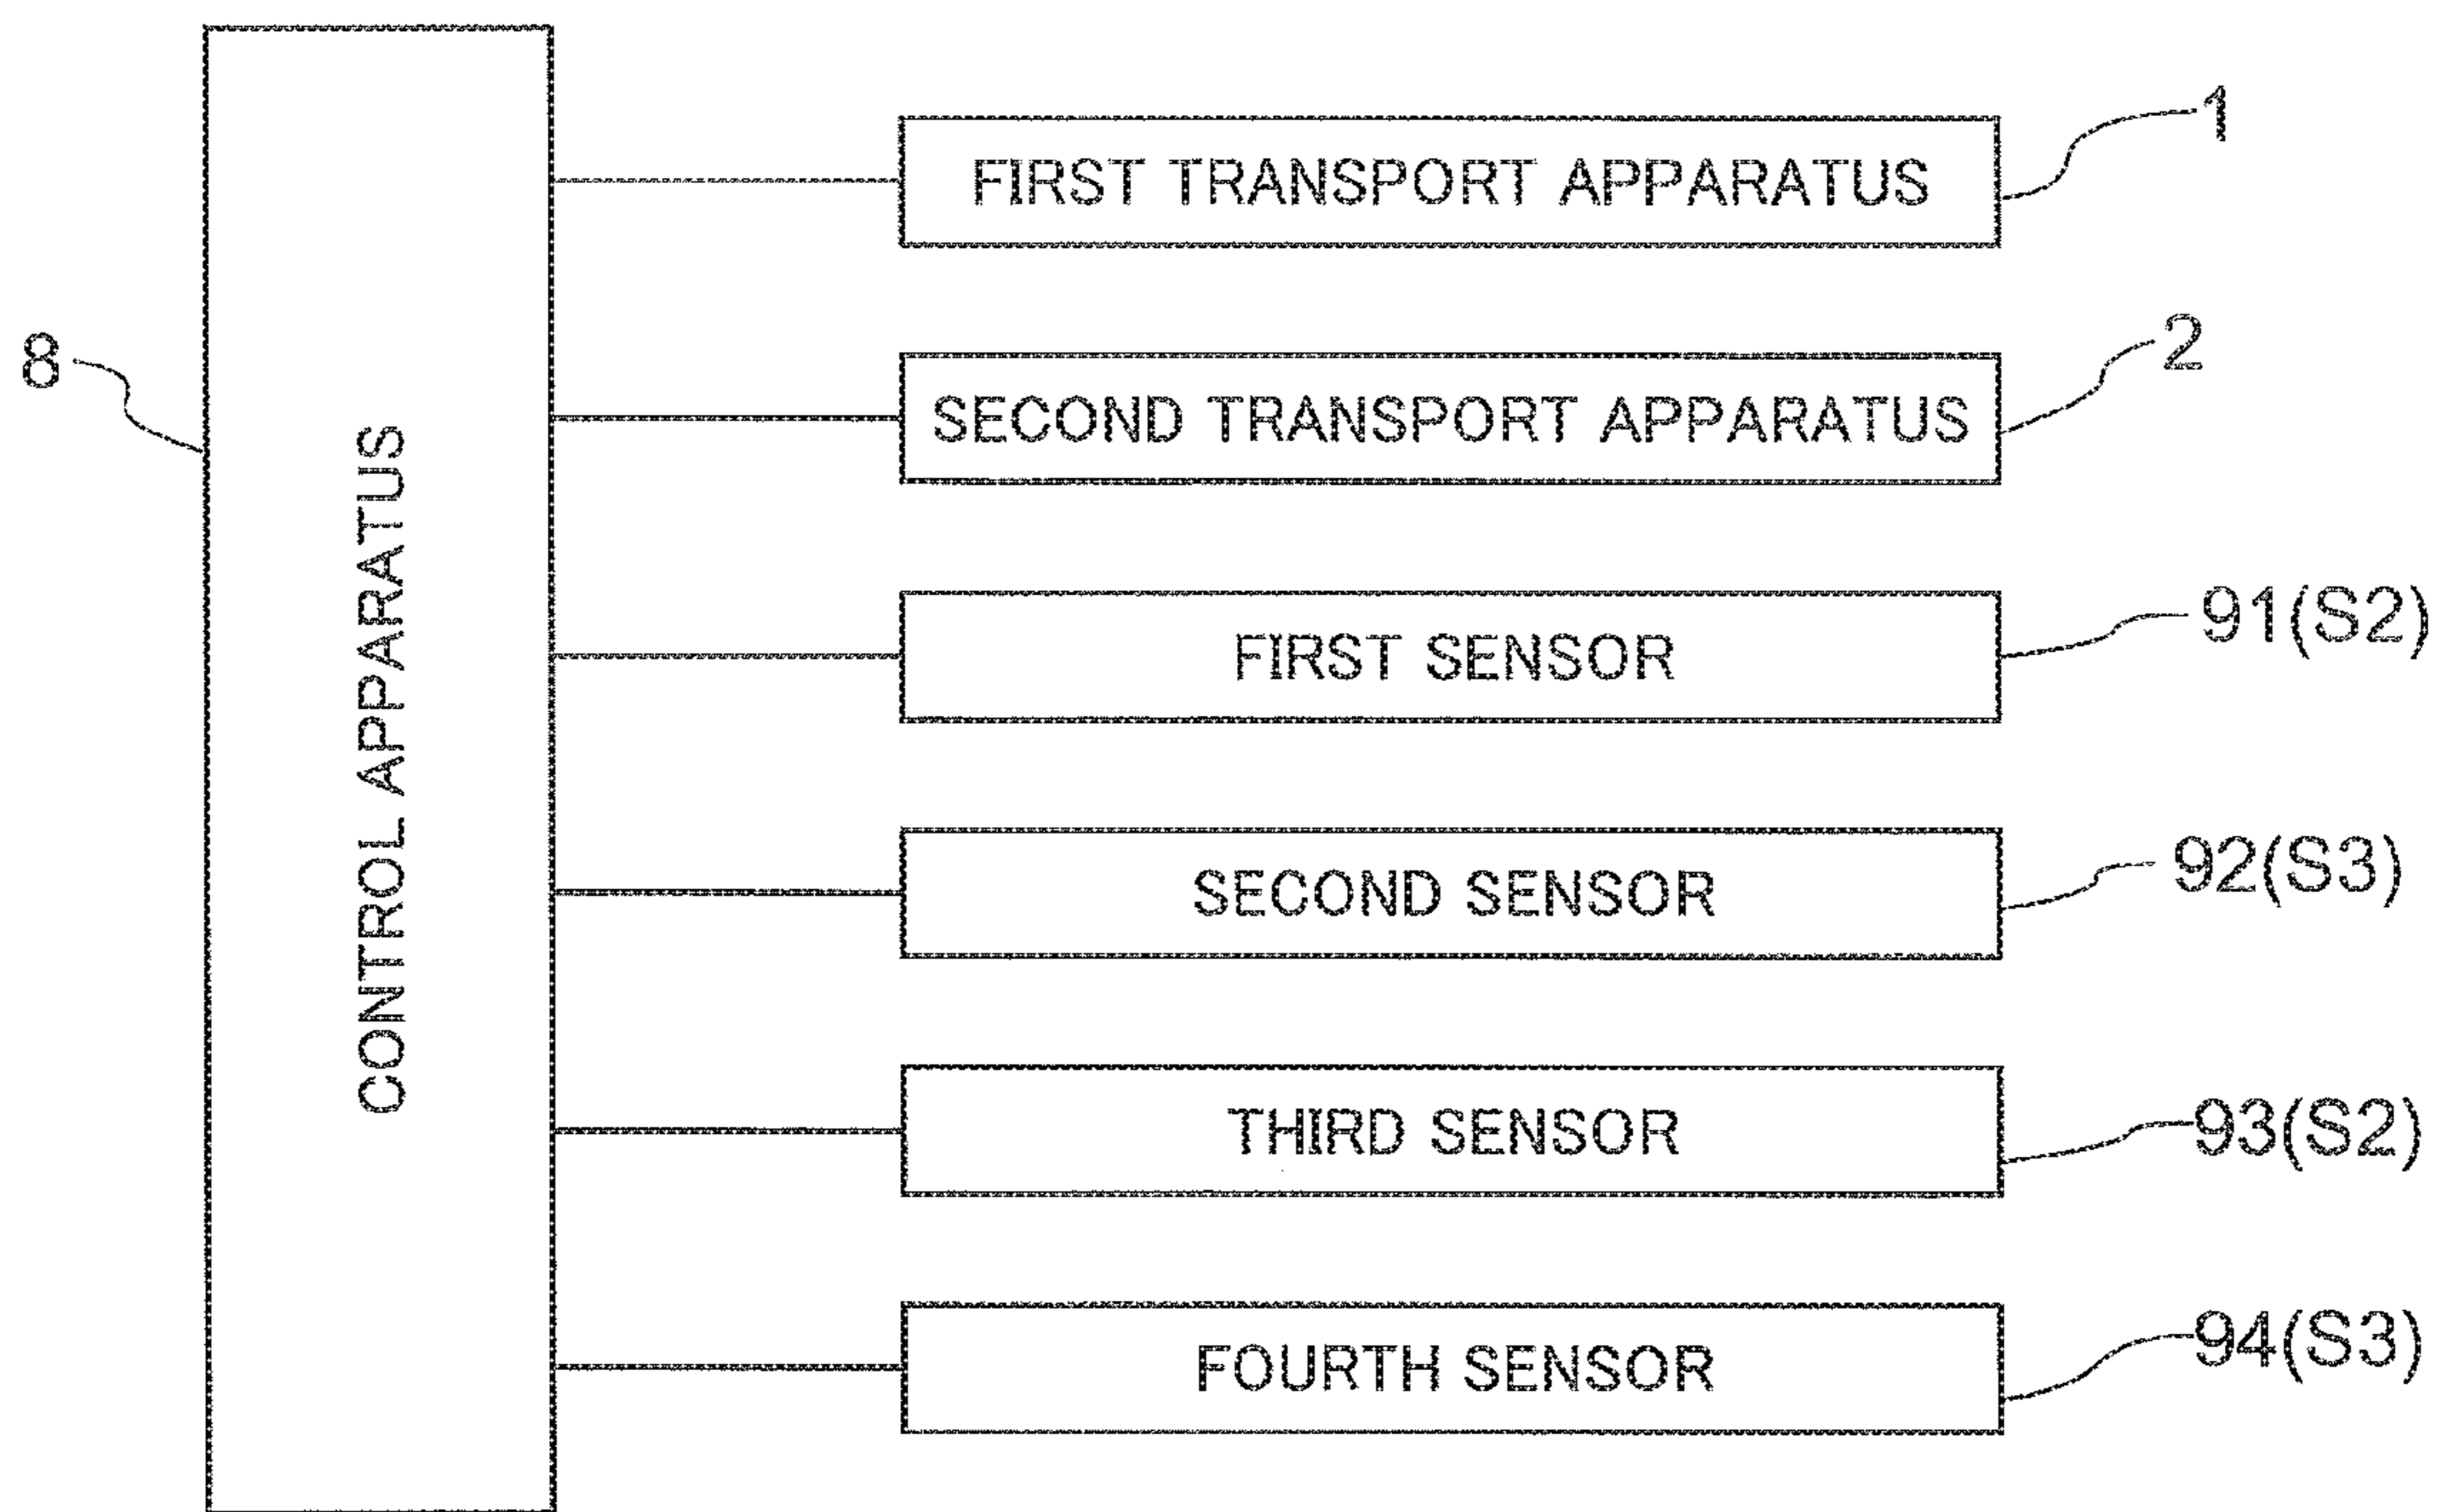 8
CONTROL APPARATUS
FIRST TRANSPORT APPARATUS
1
SECOND TRANSPORT APPARATUS
2
FIRST SENSOR
91(S2)
SECOND SENSOR
92(S3)
THIRD SENSOR
93(S2)
FOURTH SENSOR
94(S3)